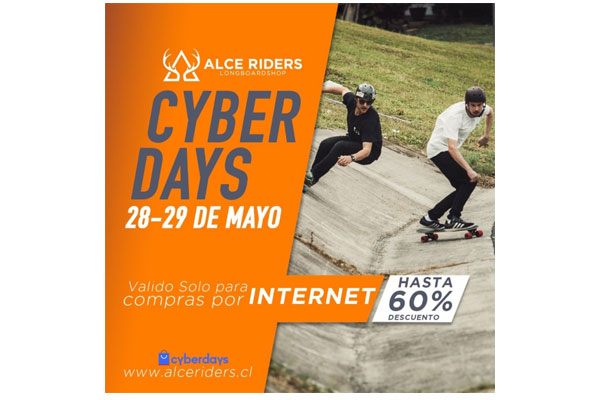 ALCE RIDERS
LONGBOARDSHOP
CYBER
DAYS
28-29 DE MAYO
Valido Solo para
compras por INTERNET
HASTA
60%
DESCUENTO
cyberdays
www.alceriders.cl